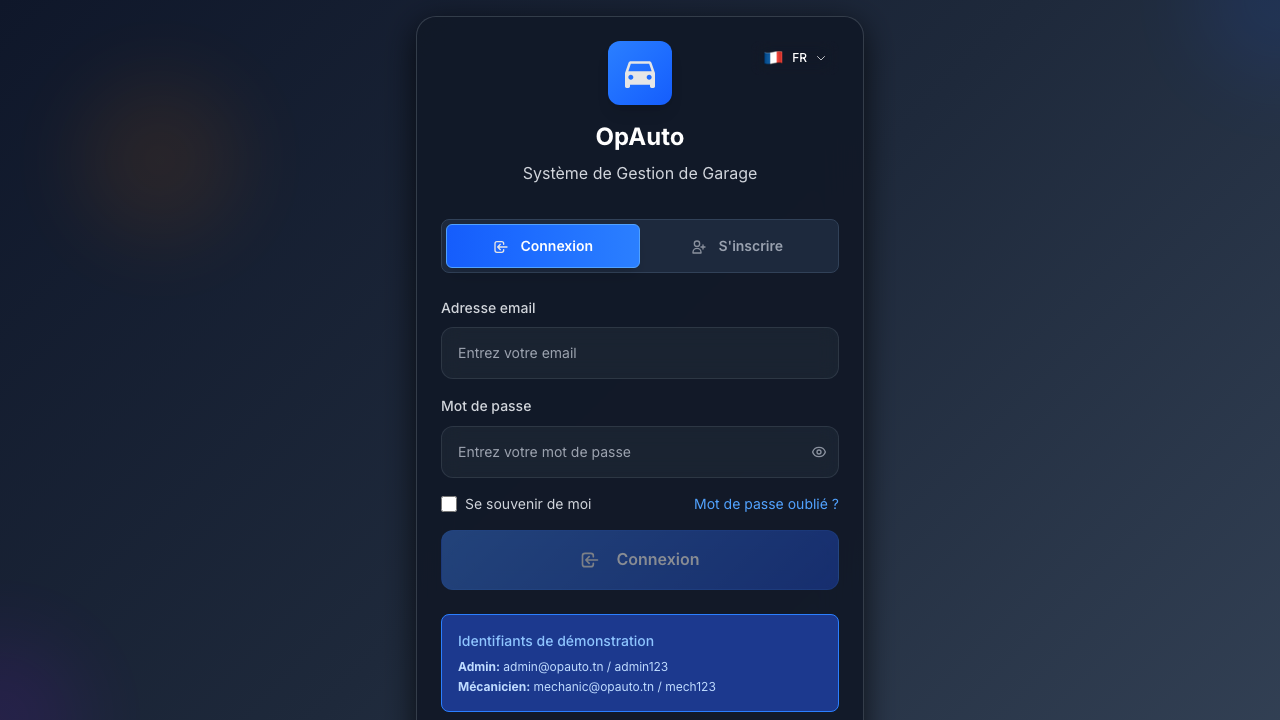 FR
OpAuto
Système de Gestion de Garage
Connexion
S'inscrire
Adresse email
Entrez votre email
Mot de passe
Entrez votre mot de passe
Se souvenir de moi
Mot de passe oublié ?
Connexion
Identifiants de démonstration
Admin: admin@opauto.tn / admin123
Mécanicien: mechanic@opauto.tn / mech123